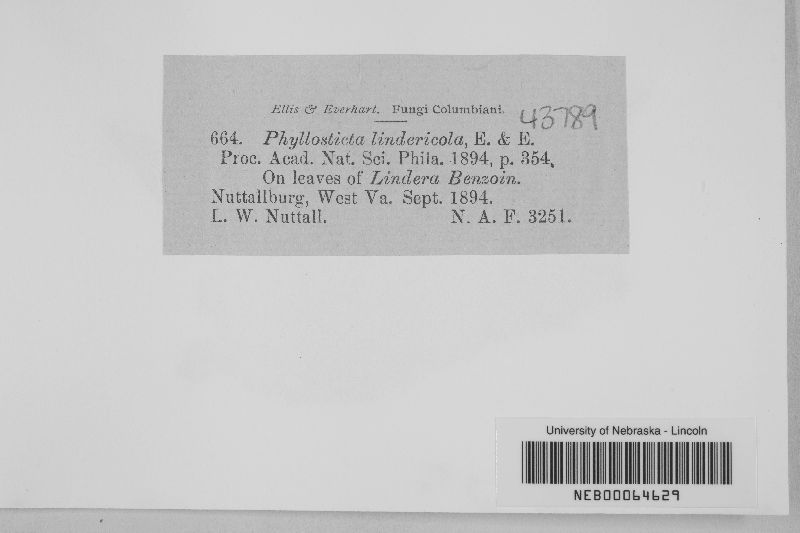 Ellis & Everhart. Fungi Columbiani.
43789
664. Phyllosticta lindericola, E. & E.
Proc. Acad. Nat. Sci. Phila. 1894, p. 354.
On leaves of Lindera Benzoin.
Nuttallburg, West Va. Sept. 1894.
L. W. Nuttall. N. A. F. 3251.
University of Nebraska - Lincoln
NEB00064629